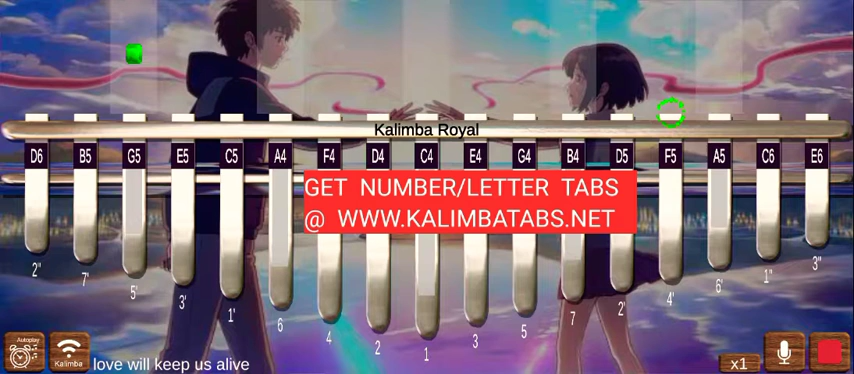 Kalimba Royal
D6 B5 G5 E5 C5 A4 F4 D4 C4 E4 G4 B4 D5 F5 A5 C6 E6
GET NUMBER/LETTER TABS
@ WWW.KALIMBATABS.NET
2" 7' 5' 3' 1' 6 4 2 1 3 5 7 2' 4' 6' 1" 3"
Autoplay
Kalimba
love will keep us alive
x1